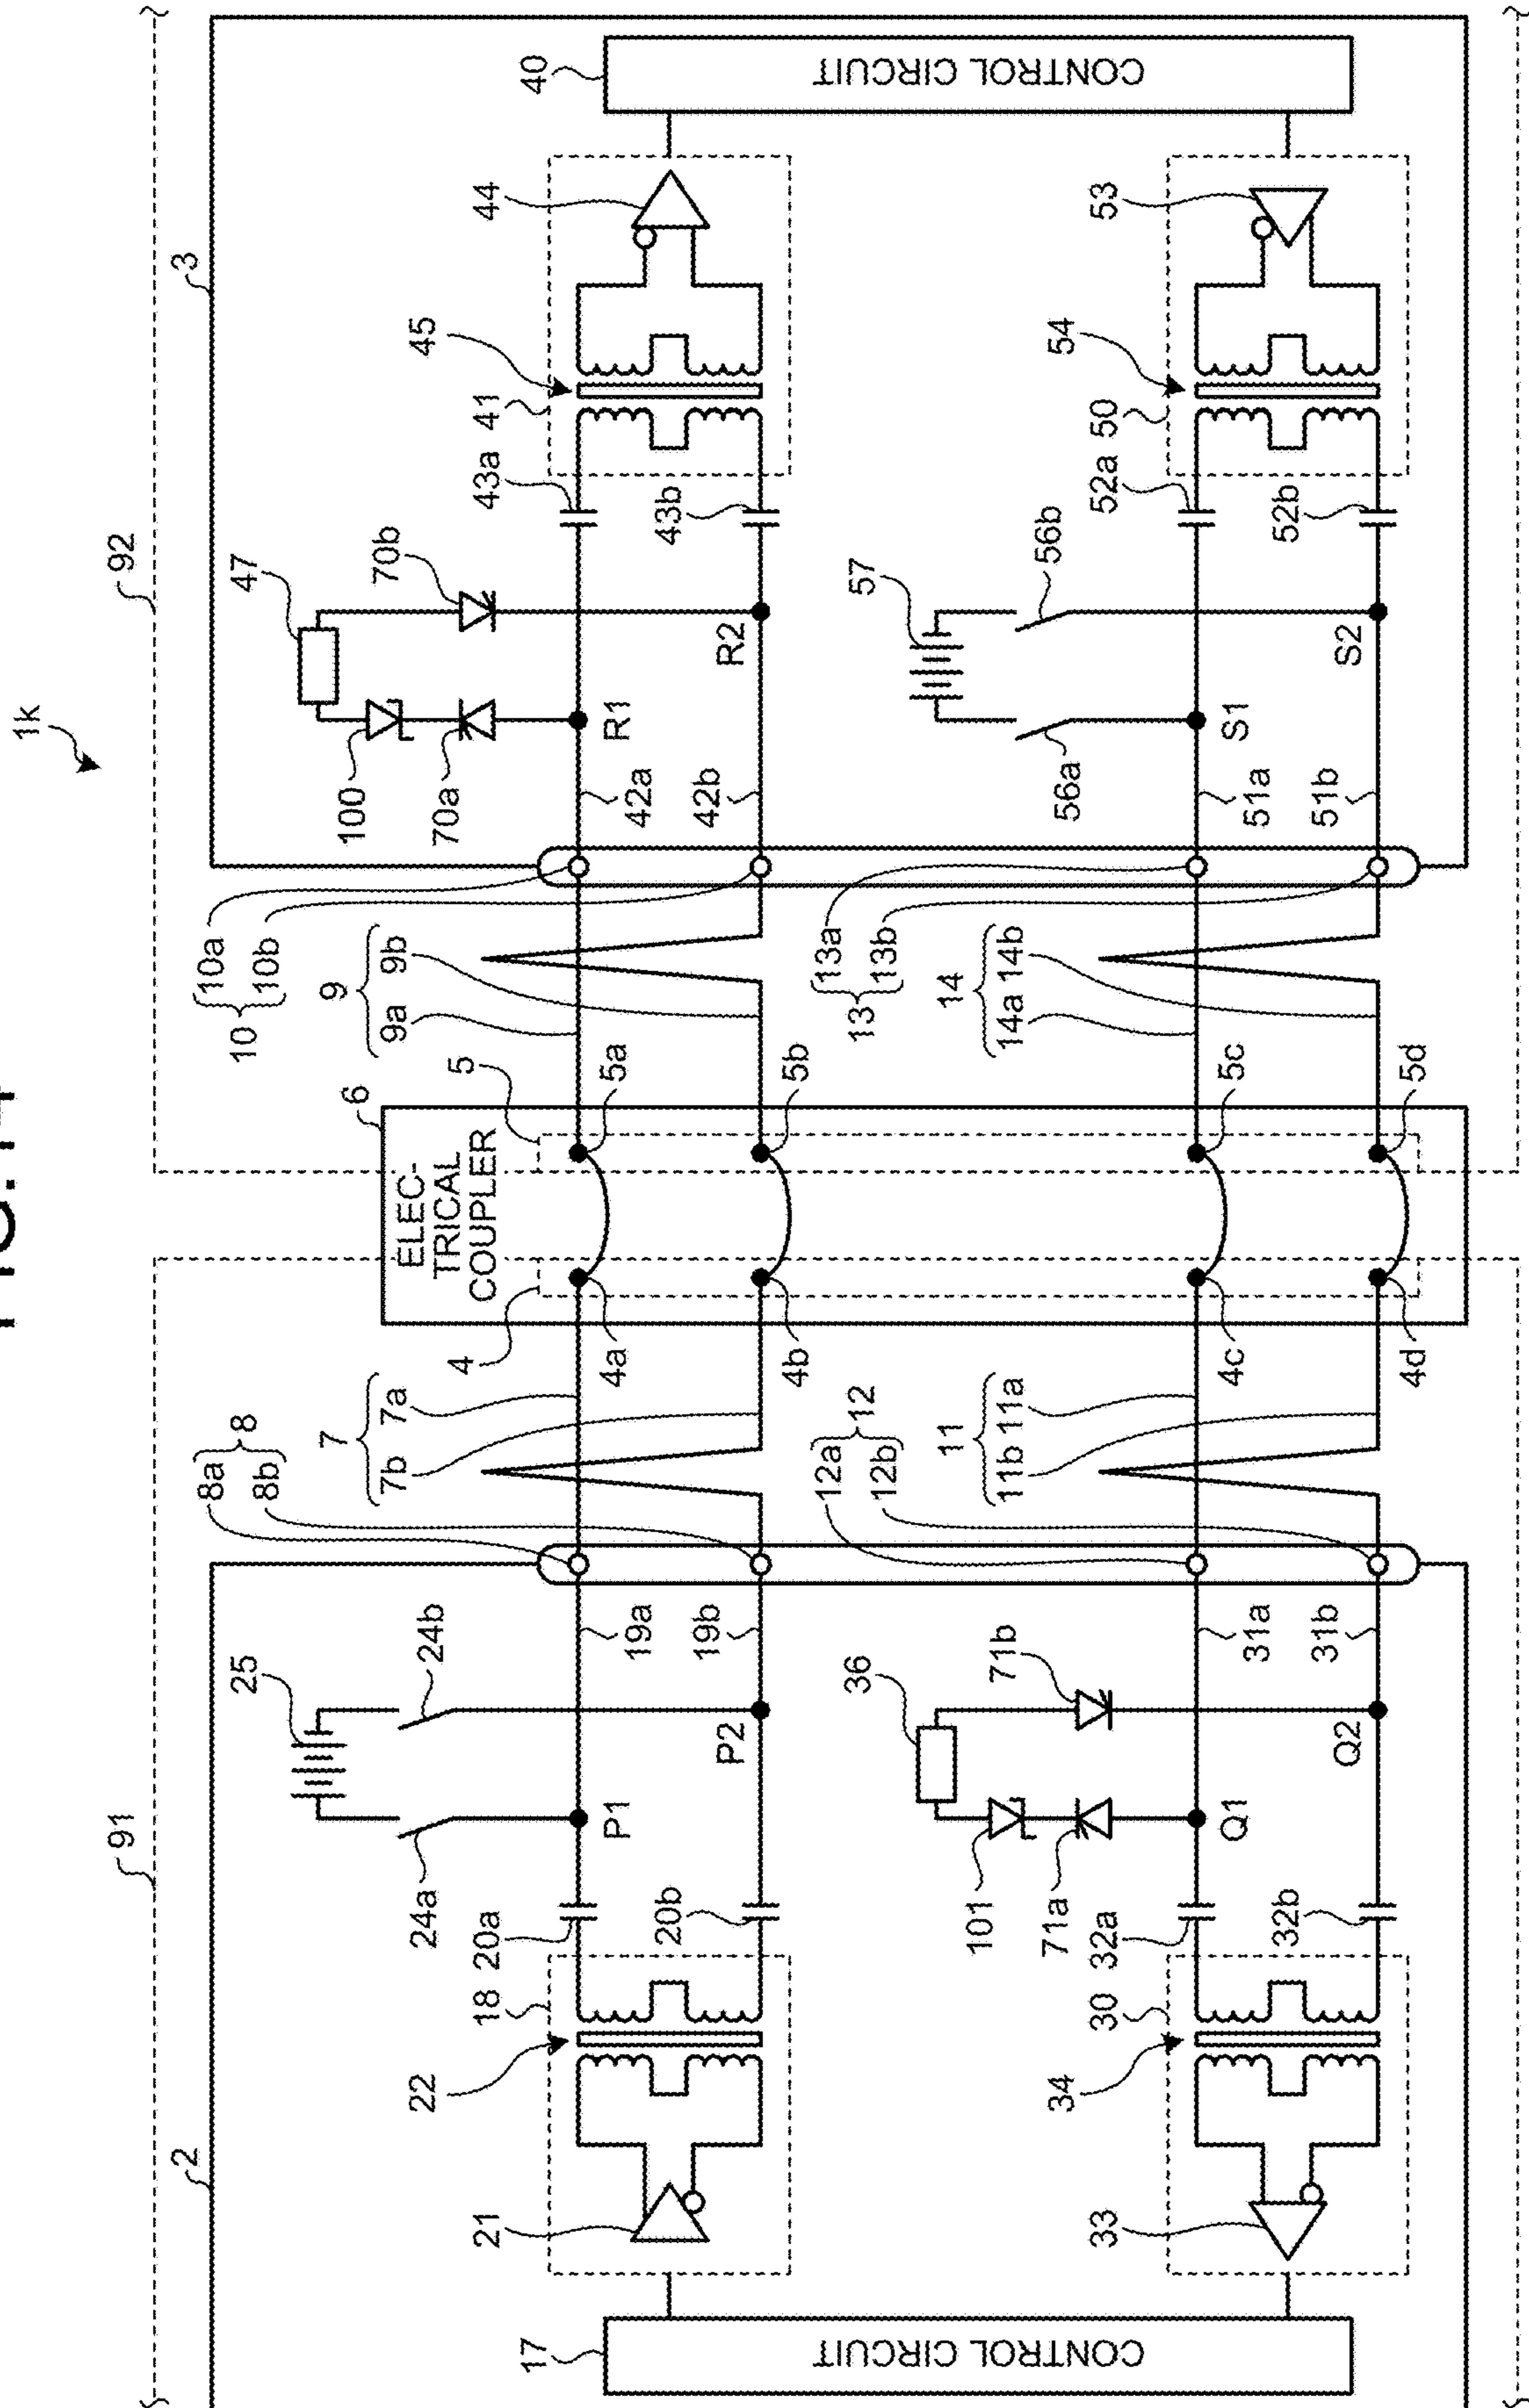 1k
91
92
2
3
25
24a
24b
P1
P2
20a
20b
18
22
21
17
CONTROL CIRCUIT
19a
19b
8a
8b
8
7
7a
7b
4
4a
4b
4c
4d
6
ELEC-
TRICAL
COUPLER
5
5a
5b
5c
5d
9
9a
9b
10a
10b
10
42a
42b
R1
R2
47
100
70a
70b
43a
43b
41
45
44
40
CONTROL CIRCUIT
36
101
71a
71b
Q1
Q2
32a
32b
30
34
33
31a
31b
12a
12b
12
11
11a
11b
14
14a
14b
13a
13b
13
51a
51b
S1
S2
57
56a
56b
52a
52b
50
54
53